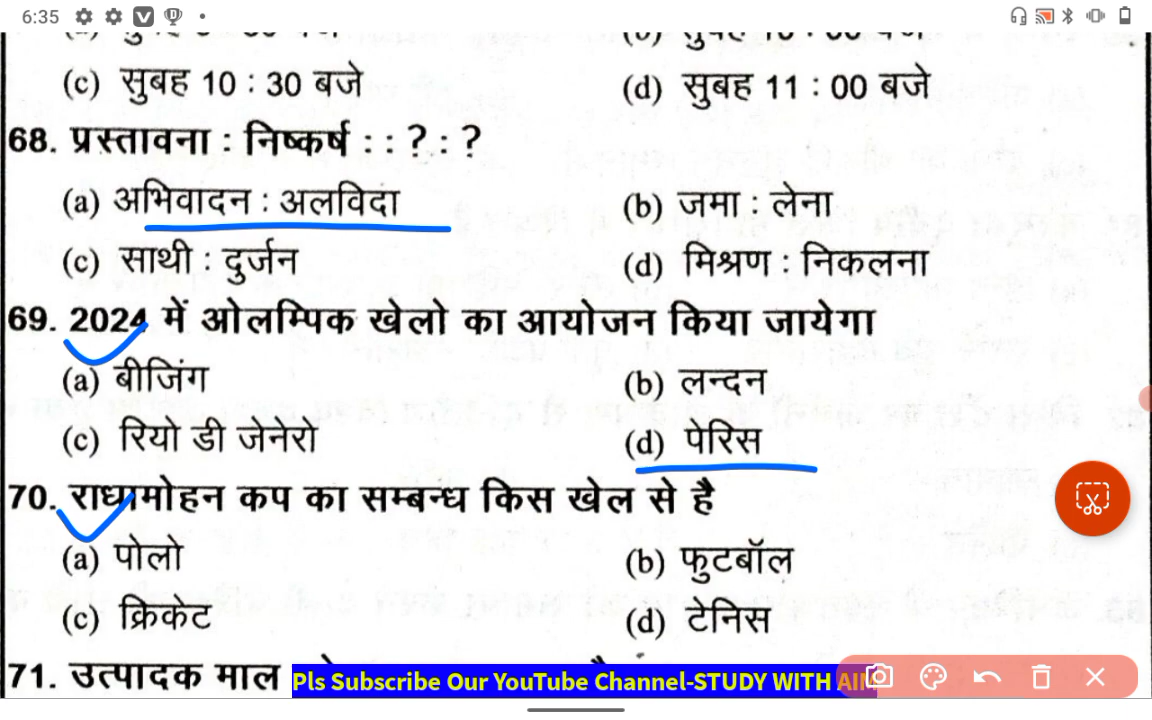 6:35
(c) सुबह 10 : 30 बजे (d) सुबह 11 : 00 बजे
68. प्रस्तावना : निष्कर्ष : : ? : ?
(a) अभिवादन : अलविदा (b) जमा : लेना
(c) साथी : दुर्जन (d) मिश्रण : निकलना
69. 2024 में ओलम्पिक खेलो का आयोजन किया जायेगा
(a) बीजिंग (b) लन्दन
(c) रियो डी जेनेरो (d) पेरिस
70. राधामोहन कप का सम्बन्ध किस खेल से है
(a) पोलो (b) फुटबॉल
(c) क्रिकेट (d) टेनिस
71. उत्पादक माल
Pls Subscribe Our YouTube Channel-STUDY WITH AIM